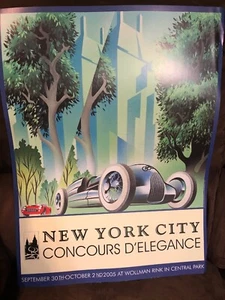 NEW YORK CITY
CONCOURS D'ELEGANCE
SEPTEMBER 30TH-OCTOBER 2ND 2005 AT WOLLMAN RINK IN CENTRAL PARK